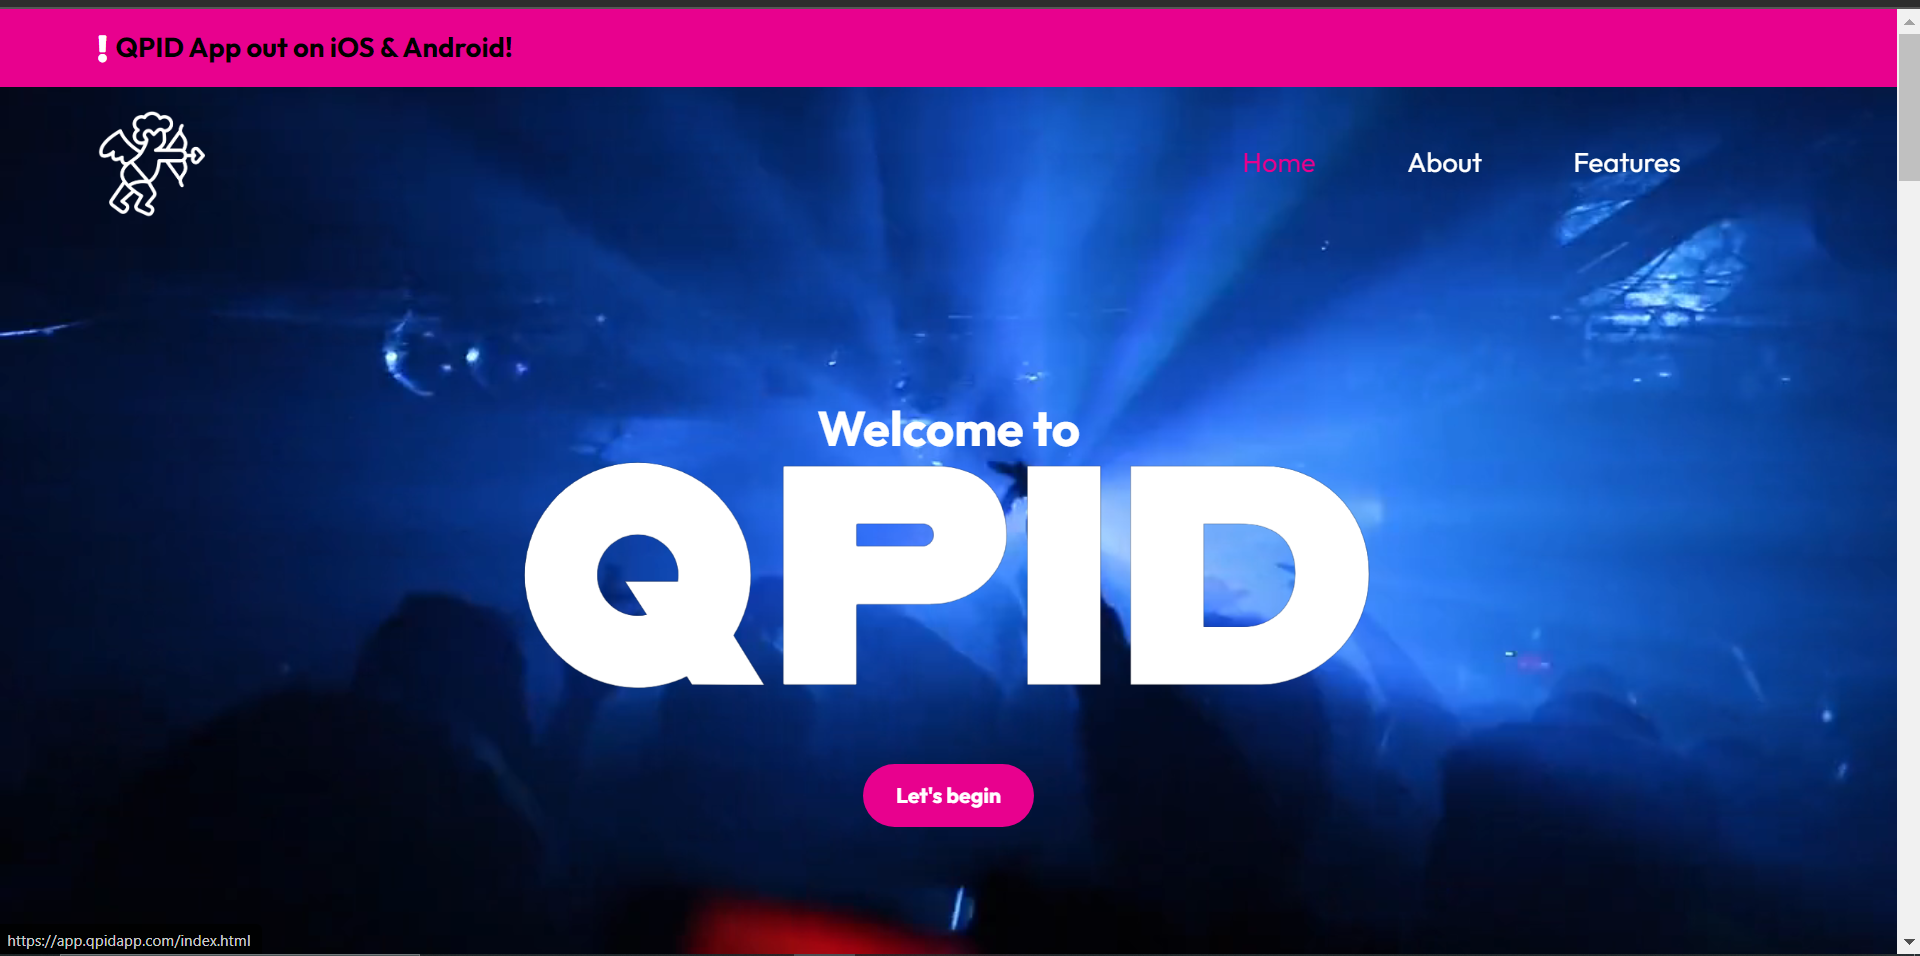 ❗QPID App out on iOS & Android!
Home About Features
Welcome to
QPID
Let's begin
https://app.qpidapp.com/index.html